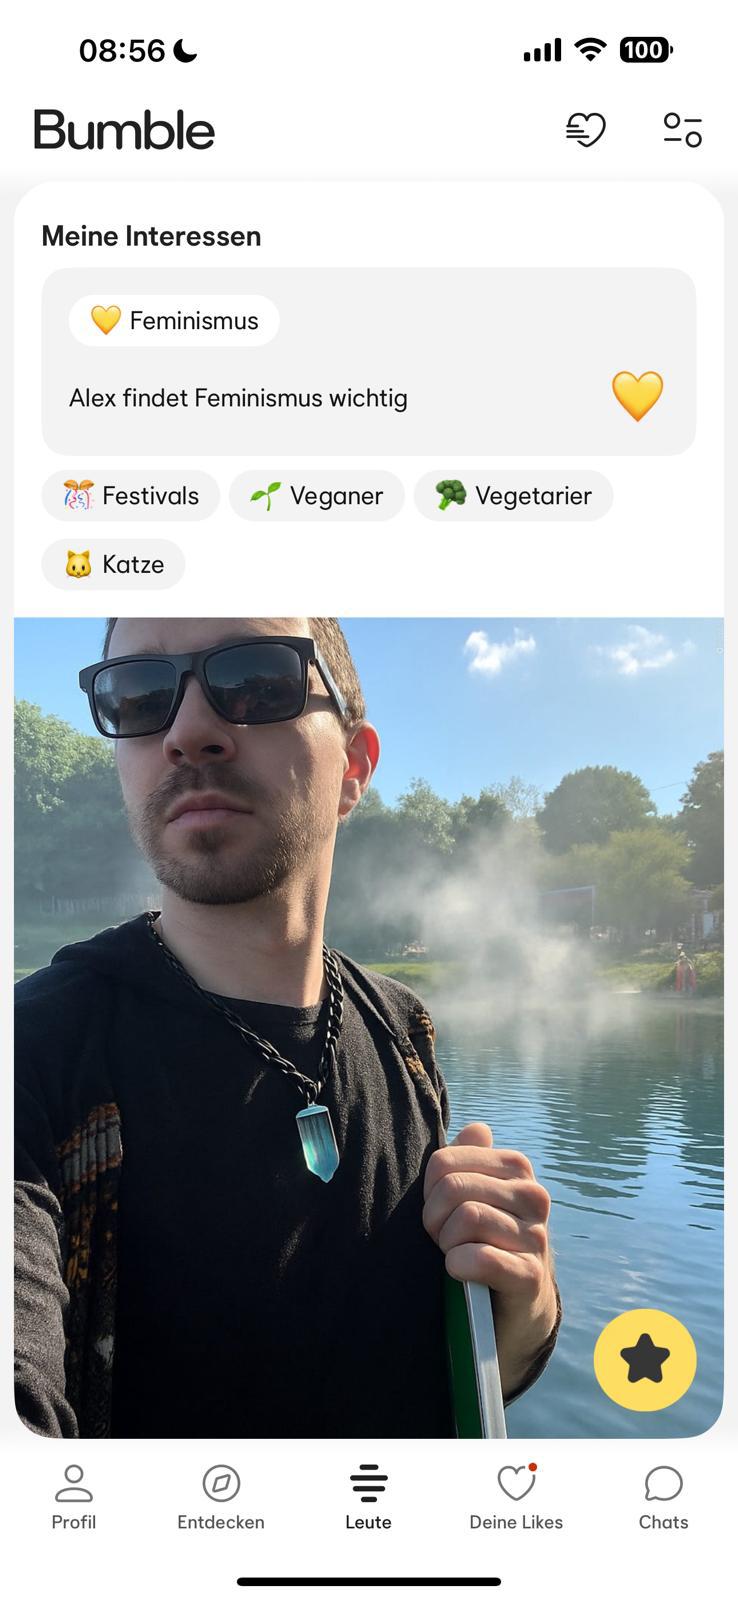 08:56
100
Bumble
Meine Interessen
💛 Feminismus
Alex findet Feminismus wichtig
Festivals
Veganer
Vegetarier
Katze
Profil
Entdecken
Leute
Deine Likes
Chats